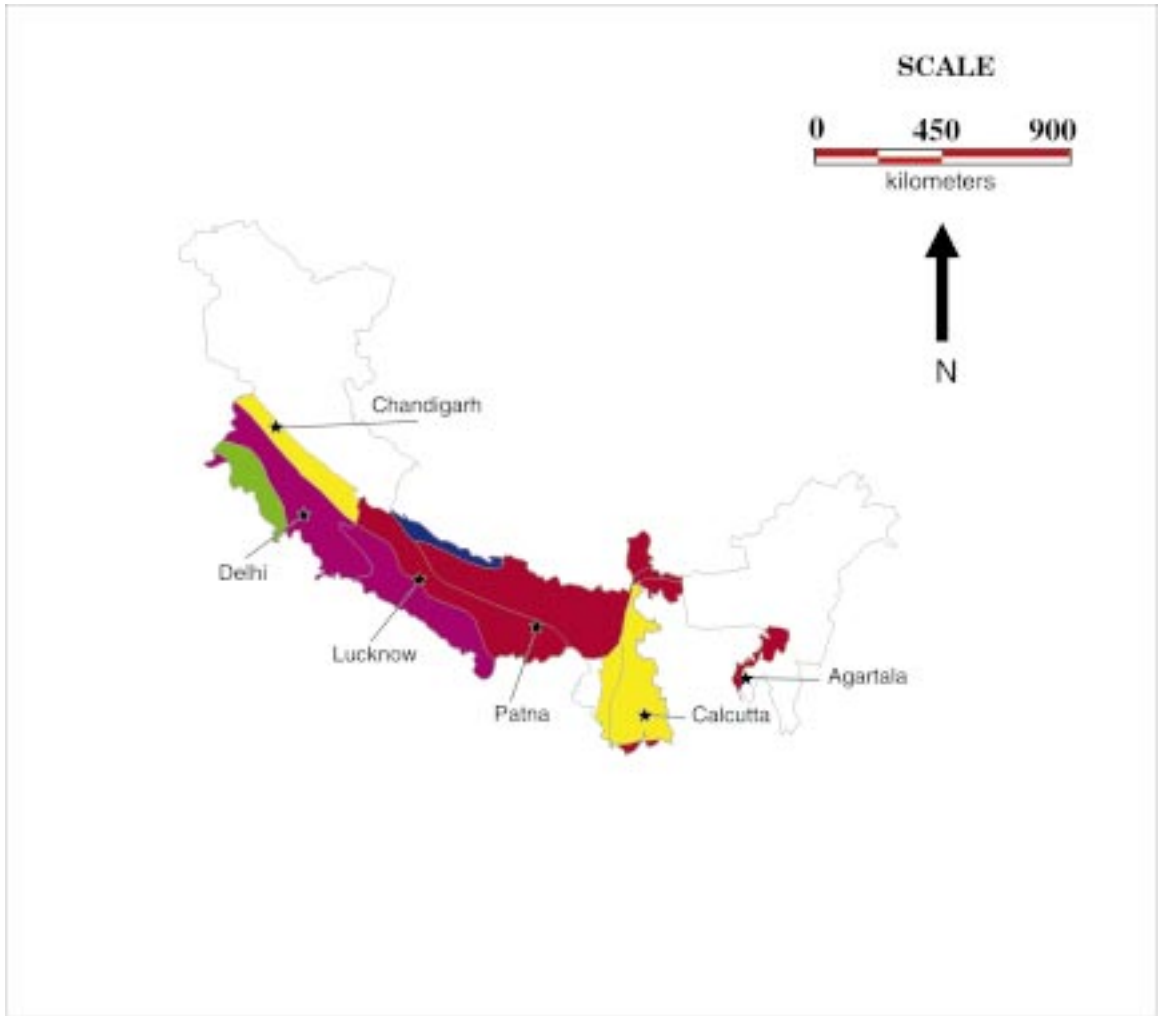 SCALE
0 450 900
kilometers
N
Chandigarh
Delhi
Lucknow
Patna
Calcutta
Agartala